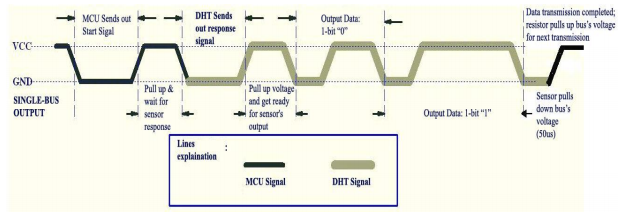 MCU Sends out
Start Sigal
DHT Sends
out response
signal
Output Data:
1-bit "0"
Data transmission completed;
resistor pulls up bus's voltage
for next transmission
VCC
GND
SINGLE-BUS
OUTPUT
Pull up &
wait for
sensor
response
Pull up voltage
and get ready
for sensor's
output
Output Data: 1-bit "1"
Sensor pulls
down bus's
voltage
(50us)
Lines
explaination :
MCU Signal
DHT Signal